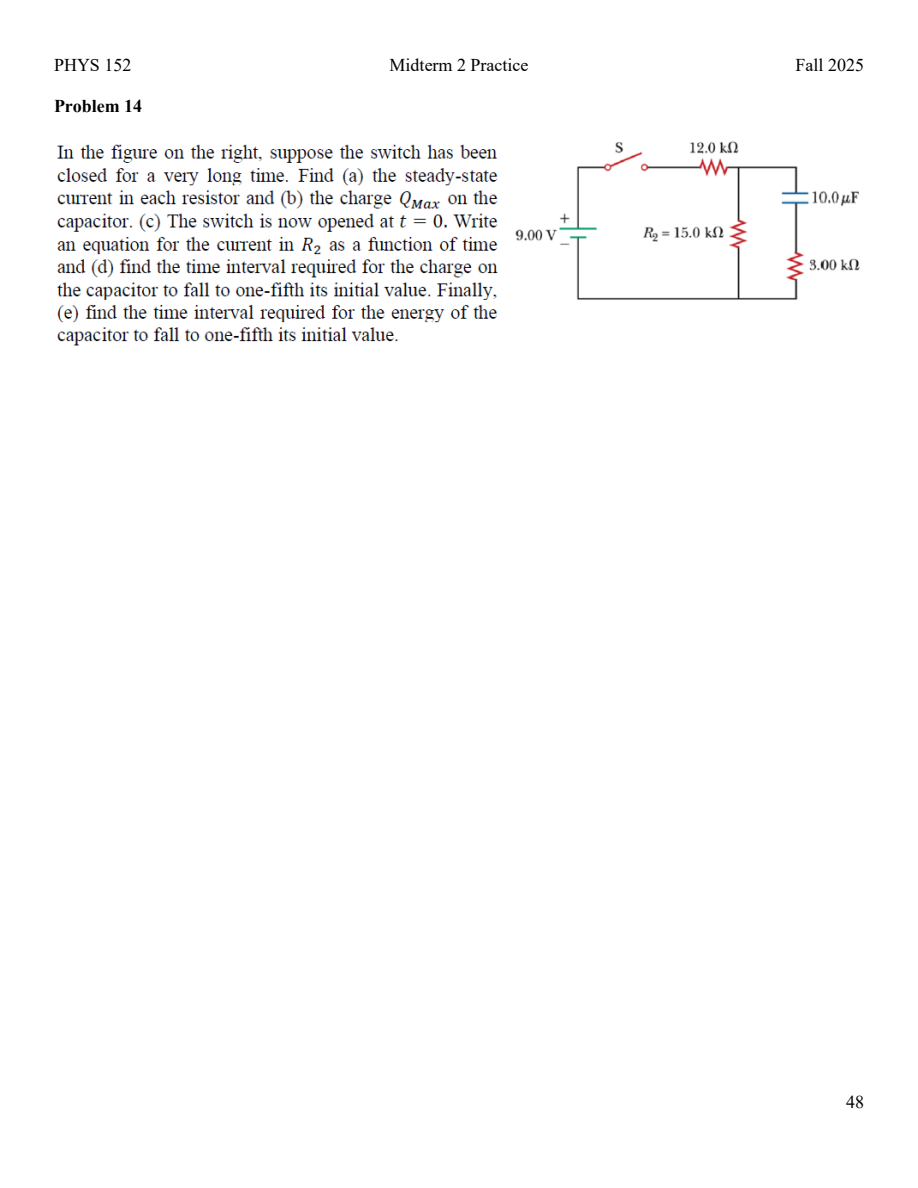 PHYS 152 Midterm 2 Practice Fall 2025
Problem 14
In the figure on the right, suppose the switch has been
closed for a very long time. Find (a) the steady-state
current in each resistor and (b) the charge Q_Max on the
capacitor. (c) The switch is now opened at t = 0. Write
an equation for the current in R₂ as a function of time
and (d) find the time interval required for the charge on
the capacitor to fall to one-fifth its initial value. Finally,
(e) find the time interval required for the energy of the
capacitor to fall to one-fifth its initial value.
S
12.0 kΩ
10.0 μF
+
9.00 V
−
R₂ = 15.0 kΩ
3.00 kΩ
48